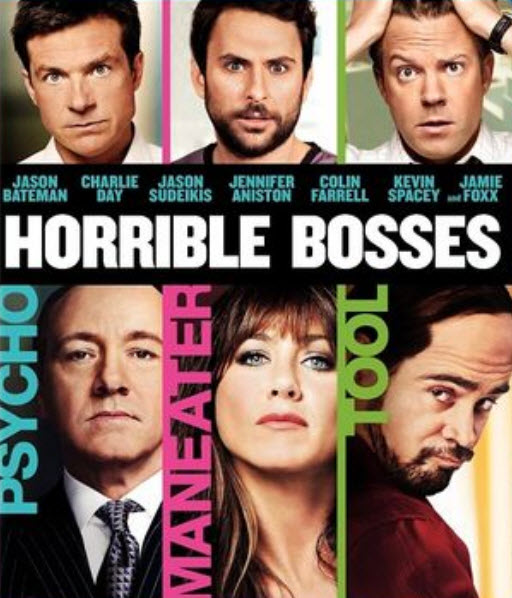 JASON BATEMAN CHARLIE DAY JASON SUDEIKIS JENNIFER ANISTON COLIN FARRELL KEVIN SPACEY and JAMIE FOXX
HORRIBLE BOSSES
PSYCHO
MANEATER
TOOL